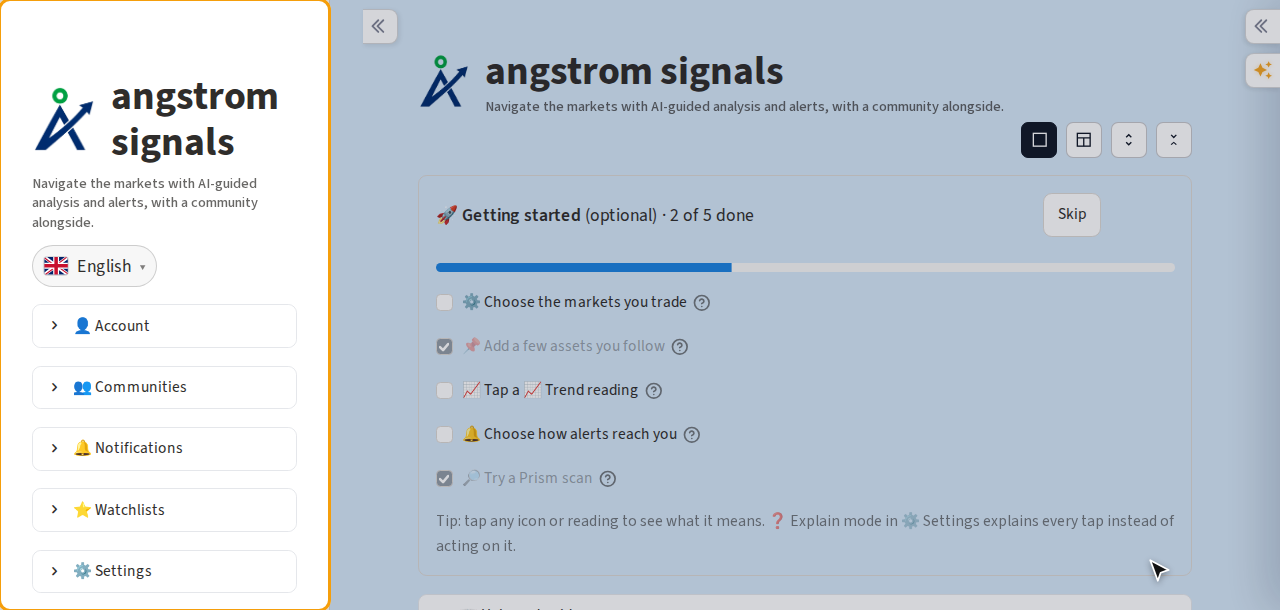 angstrom
signals
Navigate the markets with AI-guided
analysis and alerts, with a community
alongside.
English
Account
Communities
Notifications
Watchlists
Settings
angstrom signals
Navigate the markets with AI-guided analysis and alerts, with a community alongside.
Getting started (optional) · 2 of 5 done
Skip
Choose the markets you trade
Add a few assets you follow
Tap a 📈 Trend reading
Choose how alerts reach you
Try a Prism scan
Tip: tap any icon or reading to see what it means. ❓ Explain mode in ⚙️ Settings explains every tap instead of
acting on it.